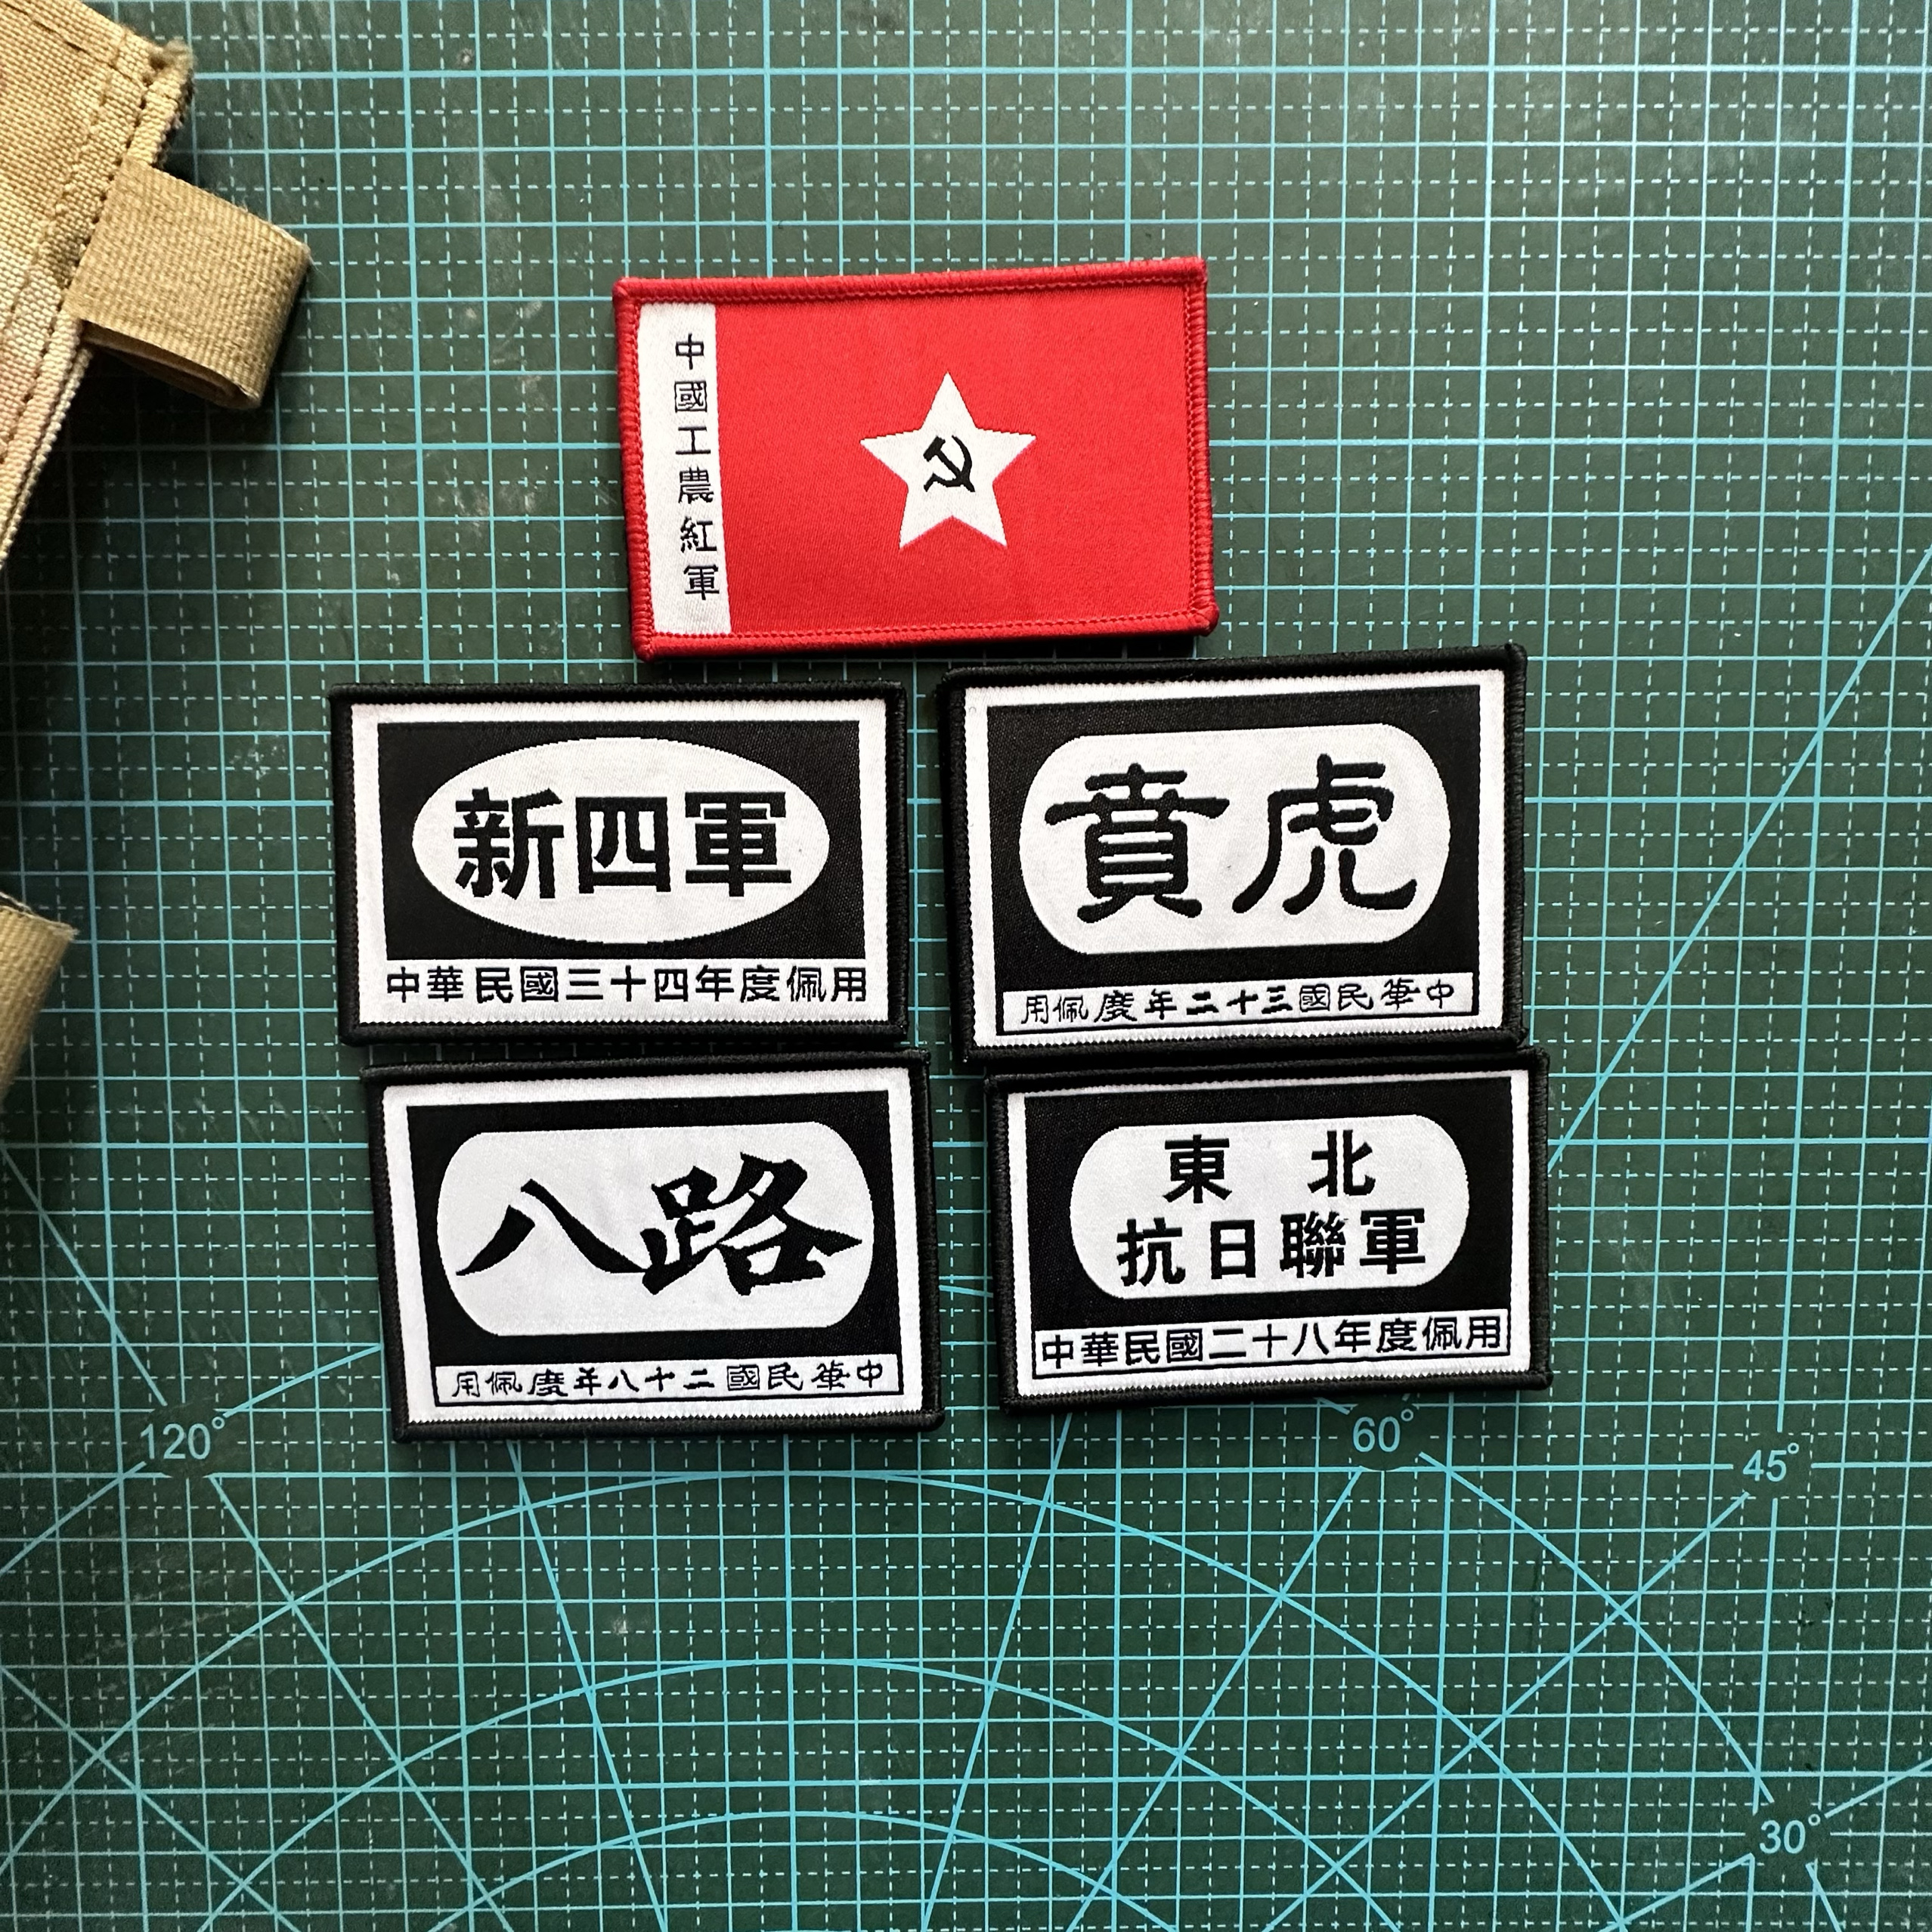 中國工農紅軍
新四軍
中華民國三十四年度佩用
虎賁
中華民國三十二年度佩用
八路
中華民國二十八年度佩用
東北
抗日聯軍
中華民國二十八年度佩用
120°
60°
45°
30°